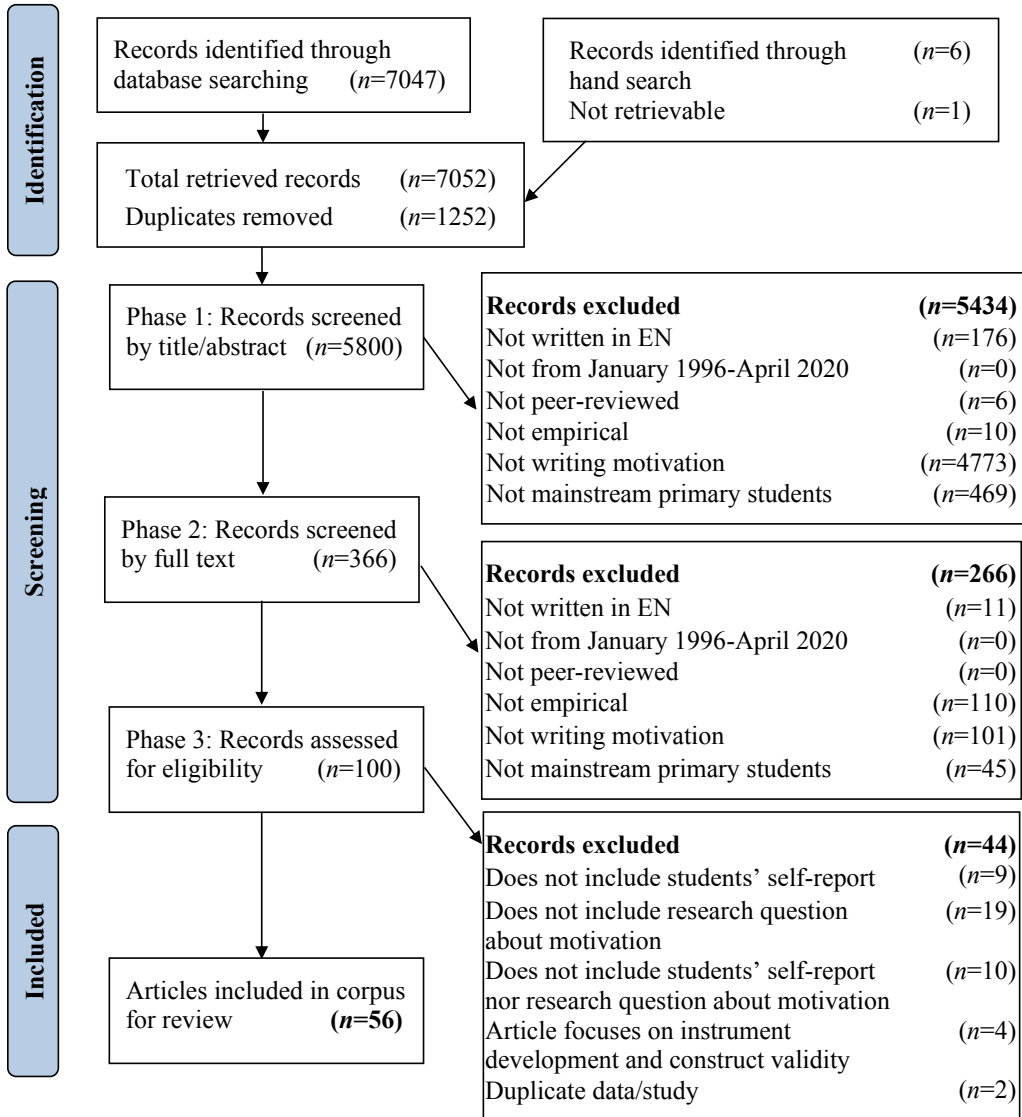 Identification
Records identified through
database searching (n=7047)
Records identified through (n=6)
hand search
Not retrievable (n=1)
Total retrieved records (n=7052)
Duplicates removed (n=1252)
Screening
Phase 1: Records screened
by title/abstract (n=5800)
Records excluded (n=5434)
Not written in EN (n=176)
Not from January 1996-April 2020 (n=0)
Not peer-reviewed (n=6)
Not empirical (n=10)
Not writing motivation (n=4773)
Not mainstream primary students (n=469)
Phase 2: Records screened
by full text (n=366)
Records excluded (n=266)
Not written in EN (n=11)
Not from January 1996-April 2020 (n=0)
Not peer-reviewed (n=0)
Not empirical (n=110)
Not writing motivation (n=101)
Not mainstream primary students (n=45)
Phase 3: Records assessed
for eligibility (n=100)
Records excluded (n=44)
Does not include students’ self-report (n=9)
Does not include research question (n=19)
about motivation
Does not include students’ self-report (n=10)
nor research question about motivation
Article focuses on instrument (n=4)
development and construct validity
Duplicate data/study (n=2)
Included
Articles included in corpus
for review (n=56)